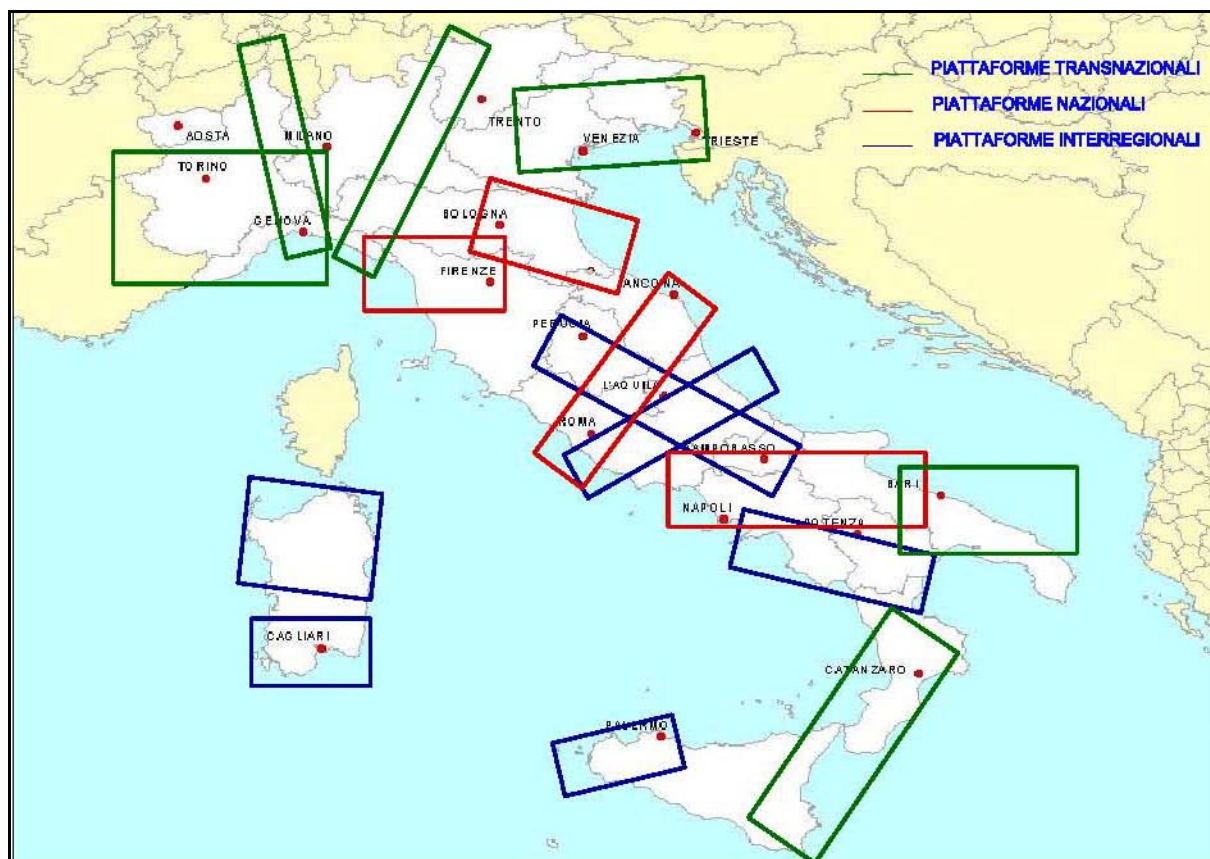 PIATTAFORME TRANSNAZIONALI
PIATTAFORME NAZIONALI
PIATTAFORME INTERREGIONALI
AOSTA
MILANO
TRENTO
VENEZIA
TRIESTE
TORINO
GENOVA
BOLOGNA
FIRENZE
ANCONA
PERUGIA
L'AQUILA
ROMA
CAMPOBASSO
BARI
NAPOLI
POTENZA
CAGLIARI
CATANZARO
PALERMO